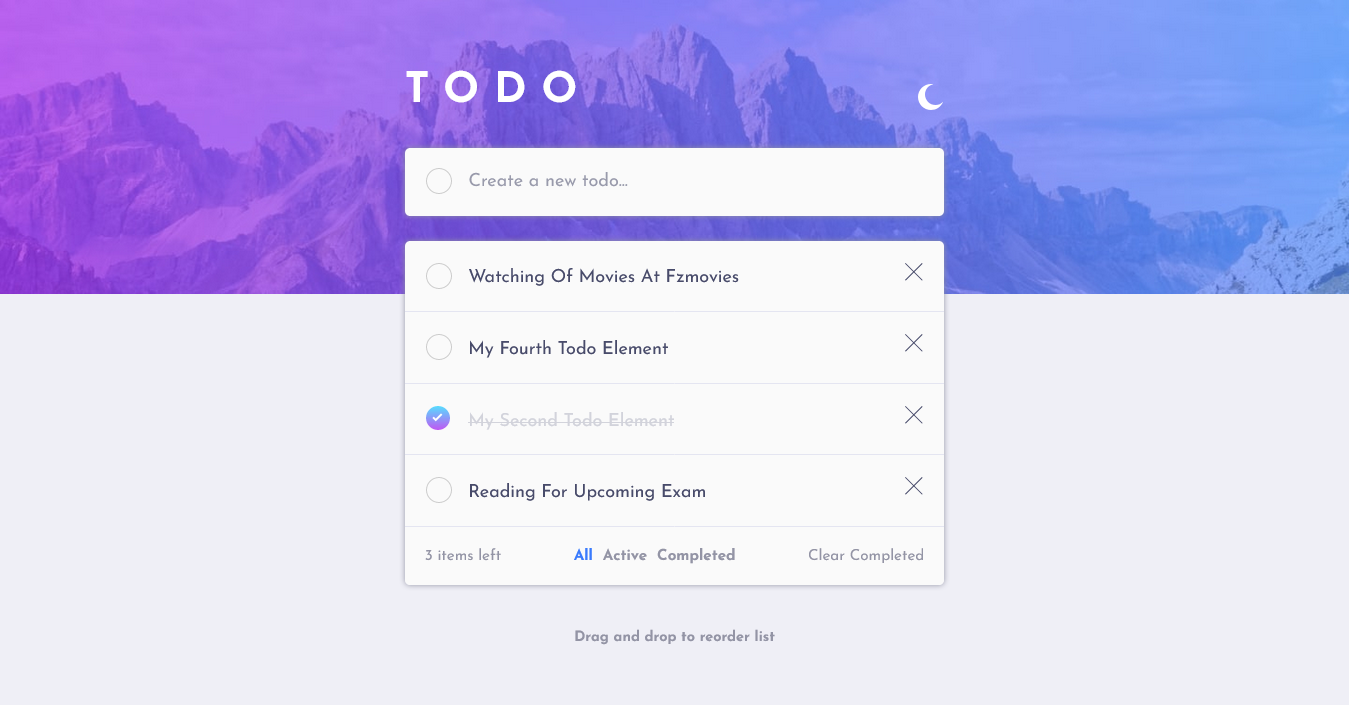 TODO
Create a new todo...
Watching Of Movies At Fzmovies
My Fourth Todo Element
My Second Todo Element
Reading For Upcoming Exam
3 items left All Active Completed Clear Completed
Drag and drop to reorder list